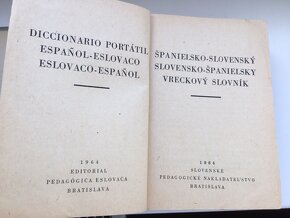 DICCIONARIO PORTÁTIL
ESPAÑOL-ESLOVACO
ESLOVACO-ESPAÑOL
1964
EDITORIAL
PEDAGÓGICA ESLOVACA
BRATISLAVA
ŠPANIELSKO-SLOVENSKÝ
SLOVENSKO-ŠPANIELSKY
VRECKOVÝ SLOVNÍK
1964
SLOVENSKÉ
PEDAGOGICKÉ NAKLADATEĽSTVO
BRATISLAVA